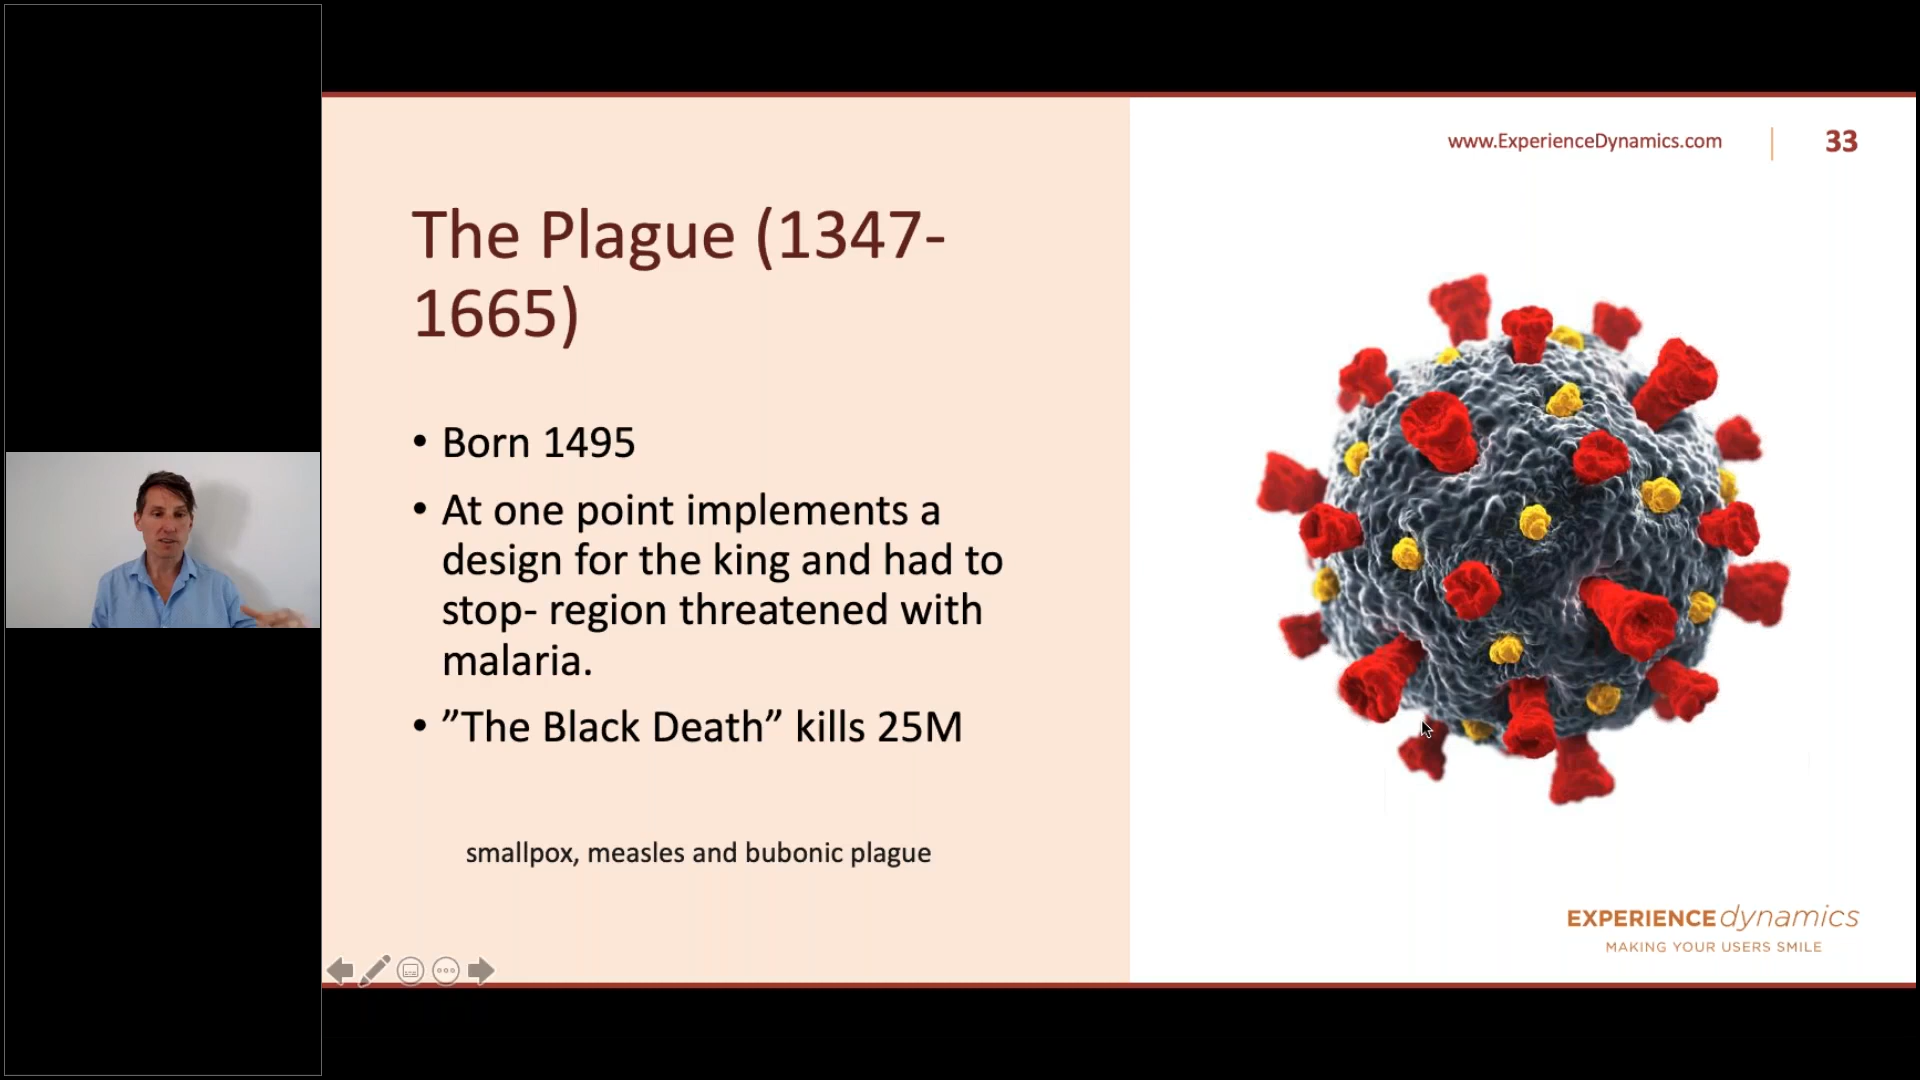 www.ExperienceDynamics.com
33
The Plague (1347-
1665)
• Born 1495
• At one point implements a
design for the king and had to
stop- region threatened with
malaria.
• ”The Black Death” kills 25M
smallpox, measles and bubonic plague
EXPERIENCE dynamics
MAKING YOUR USERS SMILE